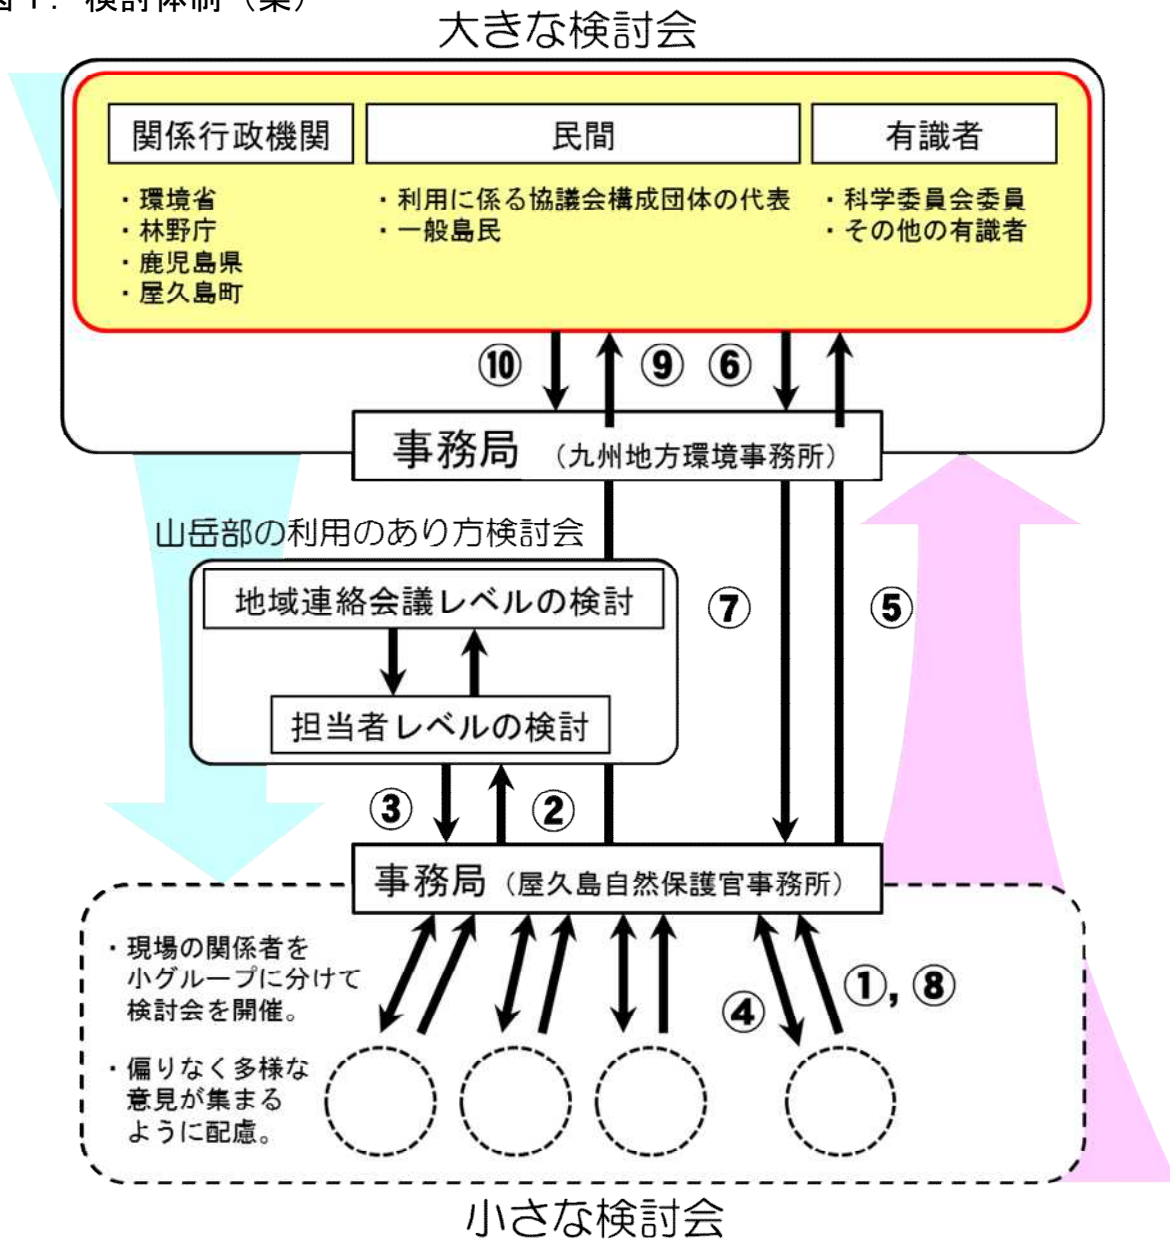 図1. 検討体制（案）
大きな検討会
関係行政機関
・環境省
・林野庁
・鹿児島県
・屋久島町
民間
・利用に係る協議会構成団体の代表
・一般島民
有識者
・科学委員会委員
・その他の有識者
⑩
⑨
⑥
事務局（九州地方環境事務所）
山岳部の利用のあり方検討会
地域連絡会議レベルの検討
担当者レベルの検討
⑦
⑤
③
②
事務局（屋久島自然保護官事務所）
・現場の関係者を
小グループに分けて
検討会を開催。
・偏りなく多様な
意見が集まる
ように配慮。
④
①, ⑧
小さな検討会